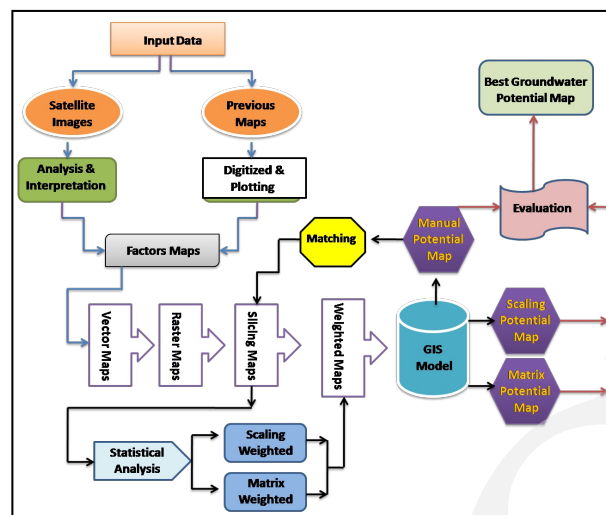 Input Data
Satellite
Images
Previous
Maps
Best Groundwater
Potential Map
Analysis &
Interpretation
Digitized &
Plotting
Evaluation
Manual
Potential
Map
Matching
Factors Maps
Vector Maps
Raster Maps
Slicing Maps
Weighted Maps
GIS
Model
Scaling
Potential
Map
Matrix
Potential
Map
Statistical
Analysis
Scaling
Weighted
Matrix
Weighted